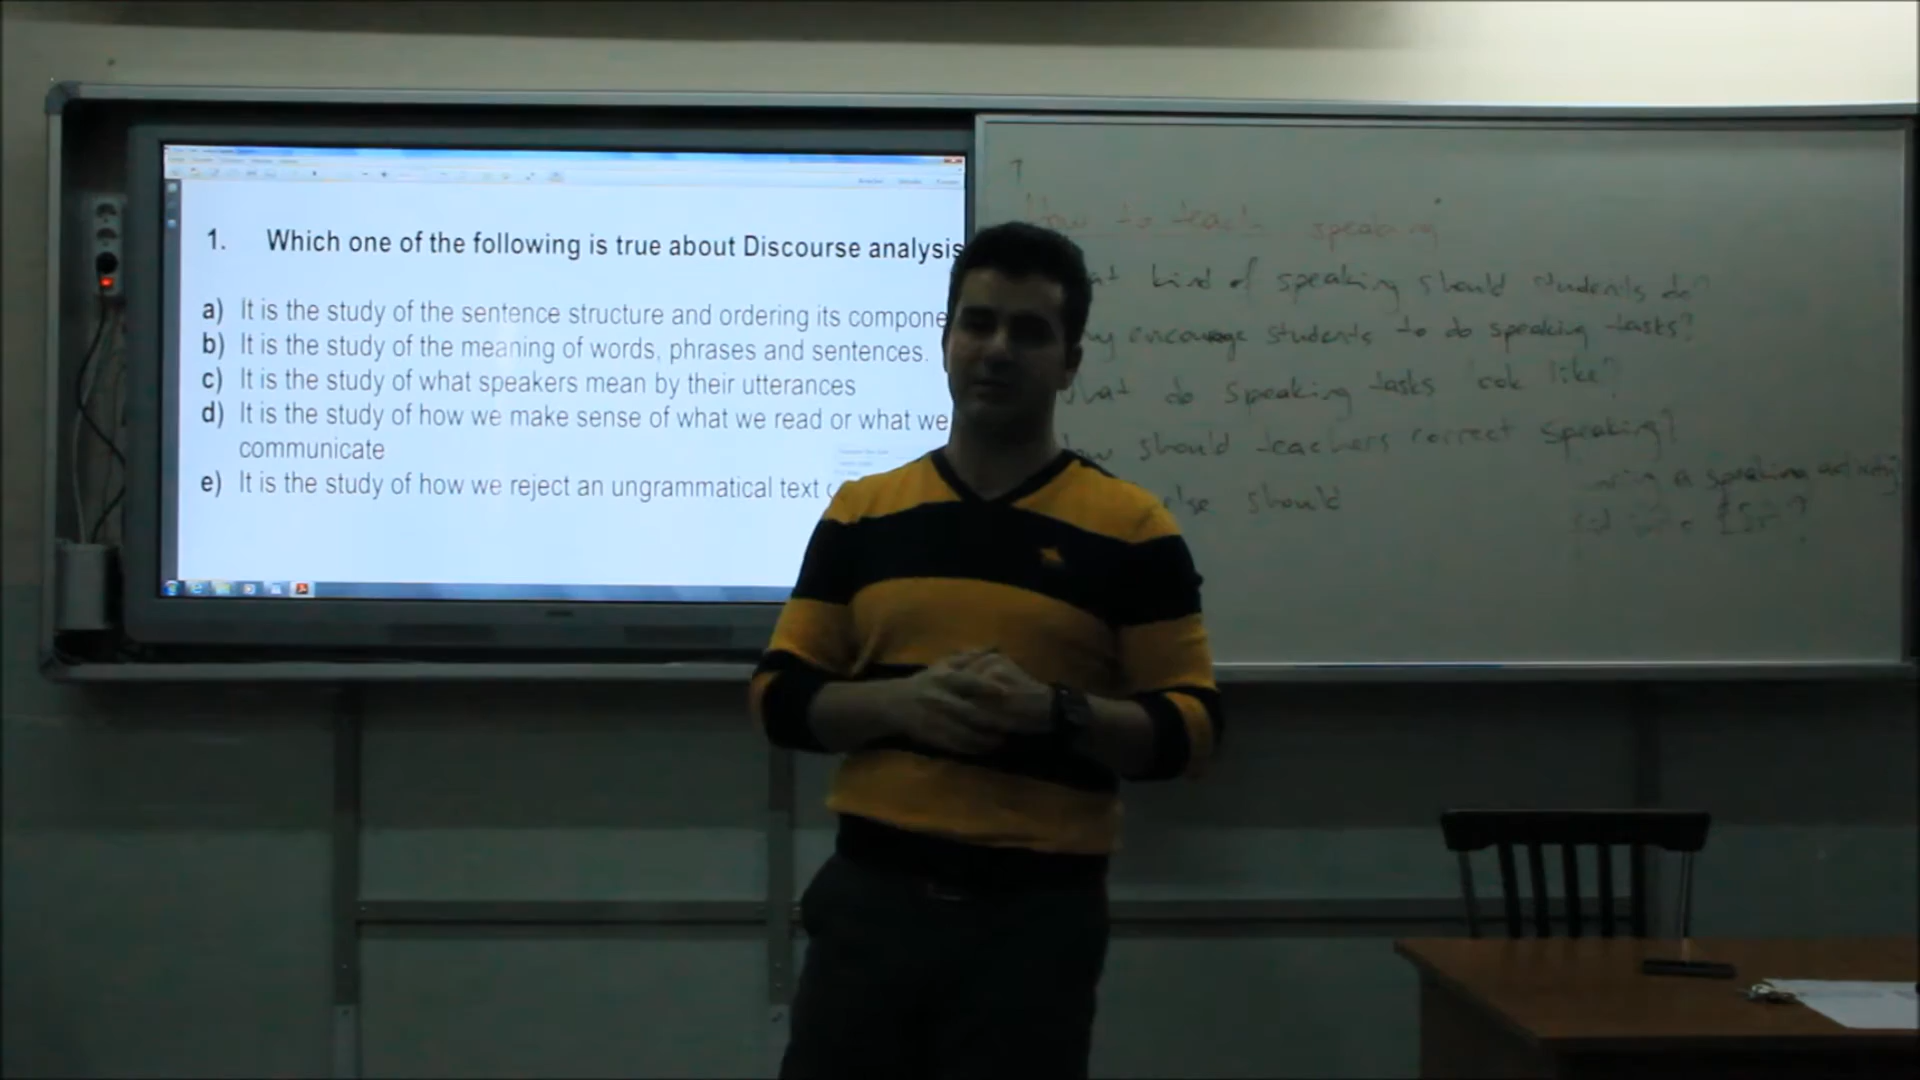 1. Which one of the following is true about Discourse analysis
a) It is the study of the sentence structure and ordering its compone
b) It is the study of the meaning of words, phrases and sentences.
c) It is the study of what speakers mean by their utterances
d) It is the study of how we make sense of what we read or what we
communicate
e) It is the study of how we reject an ungrammatical text
How to teach speaking
at kind of speaking should students do?
encourage students to do speaking tasks?
What do speaking tasks look like?
should teachers correct speaking?
else should
a speaking activity